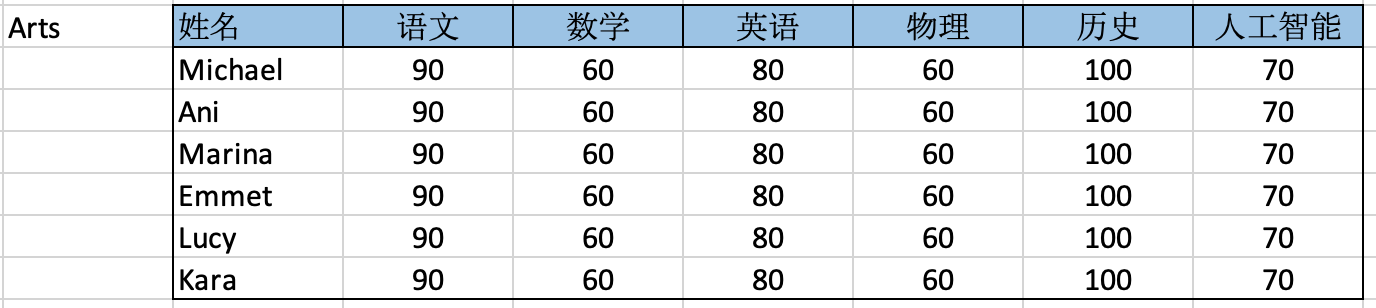 Arts 姓名 语文 数学 英语 物理 历史 人工智能
Michael 90 60 80 60 100 70
Ani 90 60 80 60 100 70
Marina 90 60 80 60 100 70
Emmet 90 60 80 60 100 70
Lucy 90 60 80 60 100 70
Kara 90 60 80 60 100 70